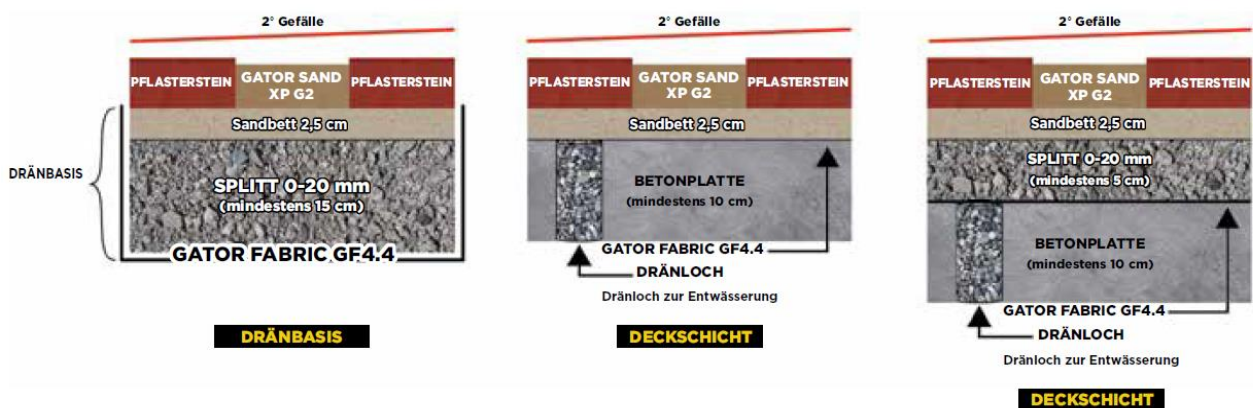 2° Gefälle
PFLASTERSTEIN
GATOR SAND
XP G2
PFLASTERSTEIN
Sandbett 2,5 cm
DRÄNBASIS
SPLITT 0-20 mm
(mindestens 15 cm)
GATOR FABRIC GF4.4
DRÄNBASIS
2° Gefälle
PFLASTERSTEIN
GATOR SAND
XP G2
PFLASTERSTEIN
Sandbett 2,5 cm
BETONPLATTE
(mindestens 10 cm)
GATOR FABRIC GF4.4
DRÄNLOCH
Dränloch zur Entwässerung
DECKSCHICHT
2° Gefälle
PFLASTERSTEIN
GATOR SAND
XP G2
PFLASTERSTEIN
Sandbett 2,5 cm
SPLITT 0-20 mm
(mindestens 5 cm)
BETONPLATTE
(mindestens 10 cm)
GATOR FABRIC GF4.4
DRÄNLOCH
Dränloch zur Entwässerung
DECKSCHICHT